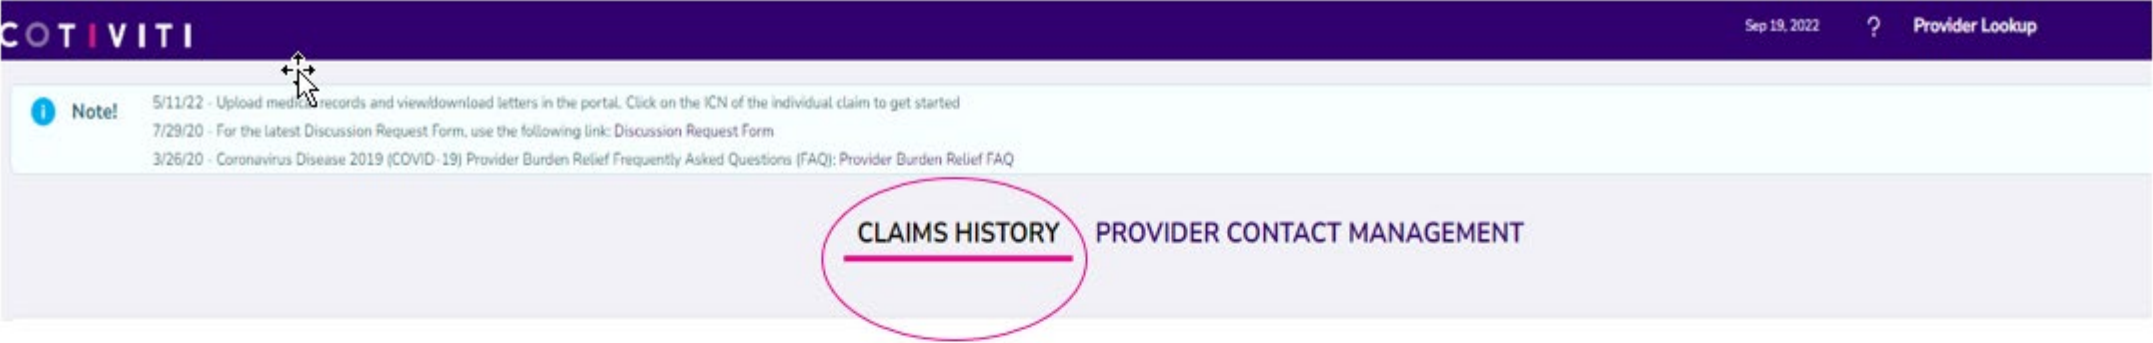 COTIVITI
Sep 19, 2022 ? Provider Lookup
i Note!
5/11/22 - Upload medical records and view/download letters in the portal. Click on the ICN of the individual claim to get started
7/29/20 - For the latest Discussion Request Form, use the following link: Discussion Request Form
3/26/20 - Coronavirus Disease 2019 (COVID-19) Provider Burden Relief Frequently Asked Questions (FAQ): Provider Burden Relief FAQ
CLAIMS HISTORY PROVIDER CONTACT MANAGEMENT